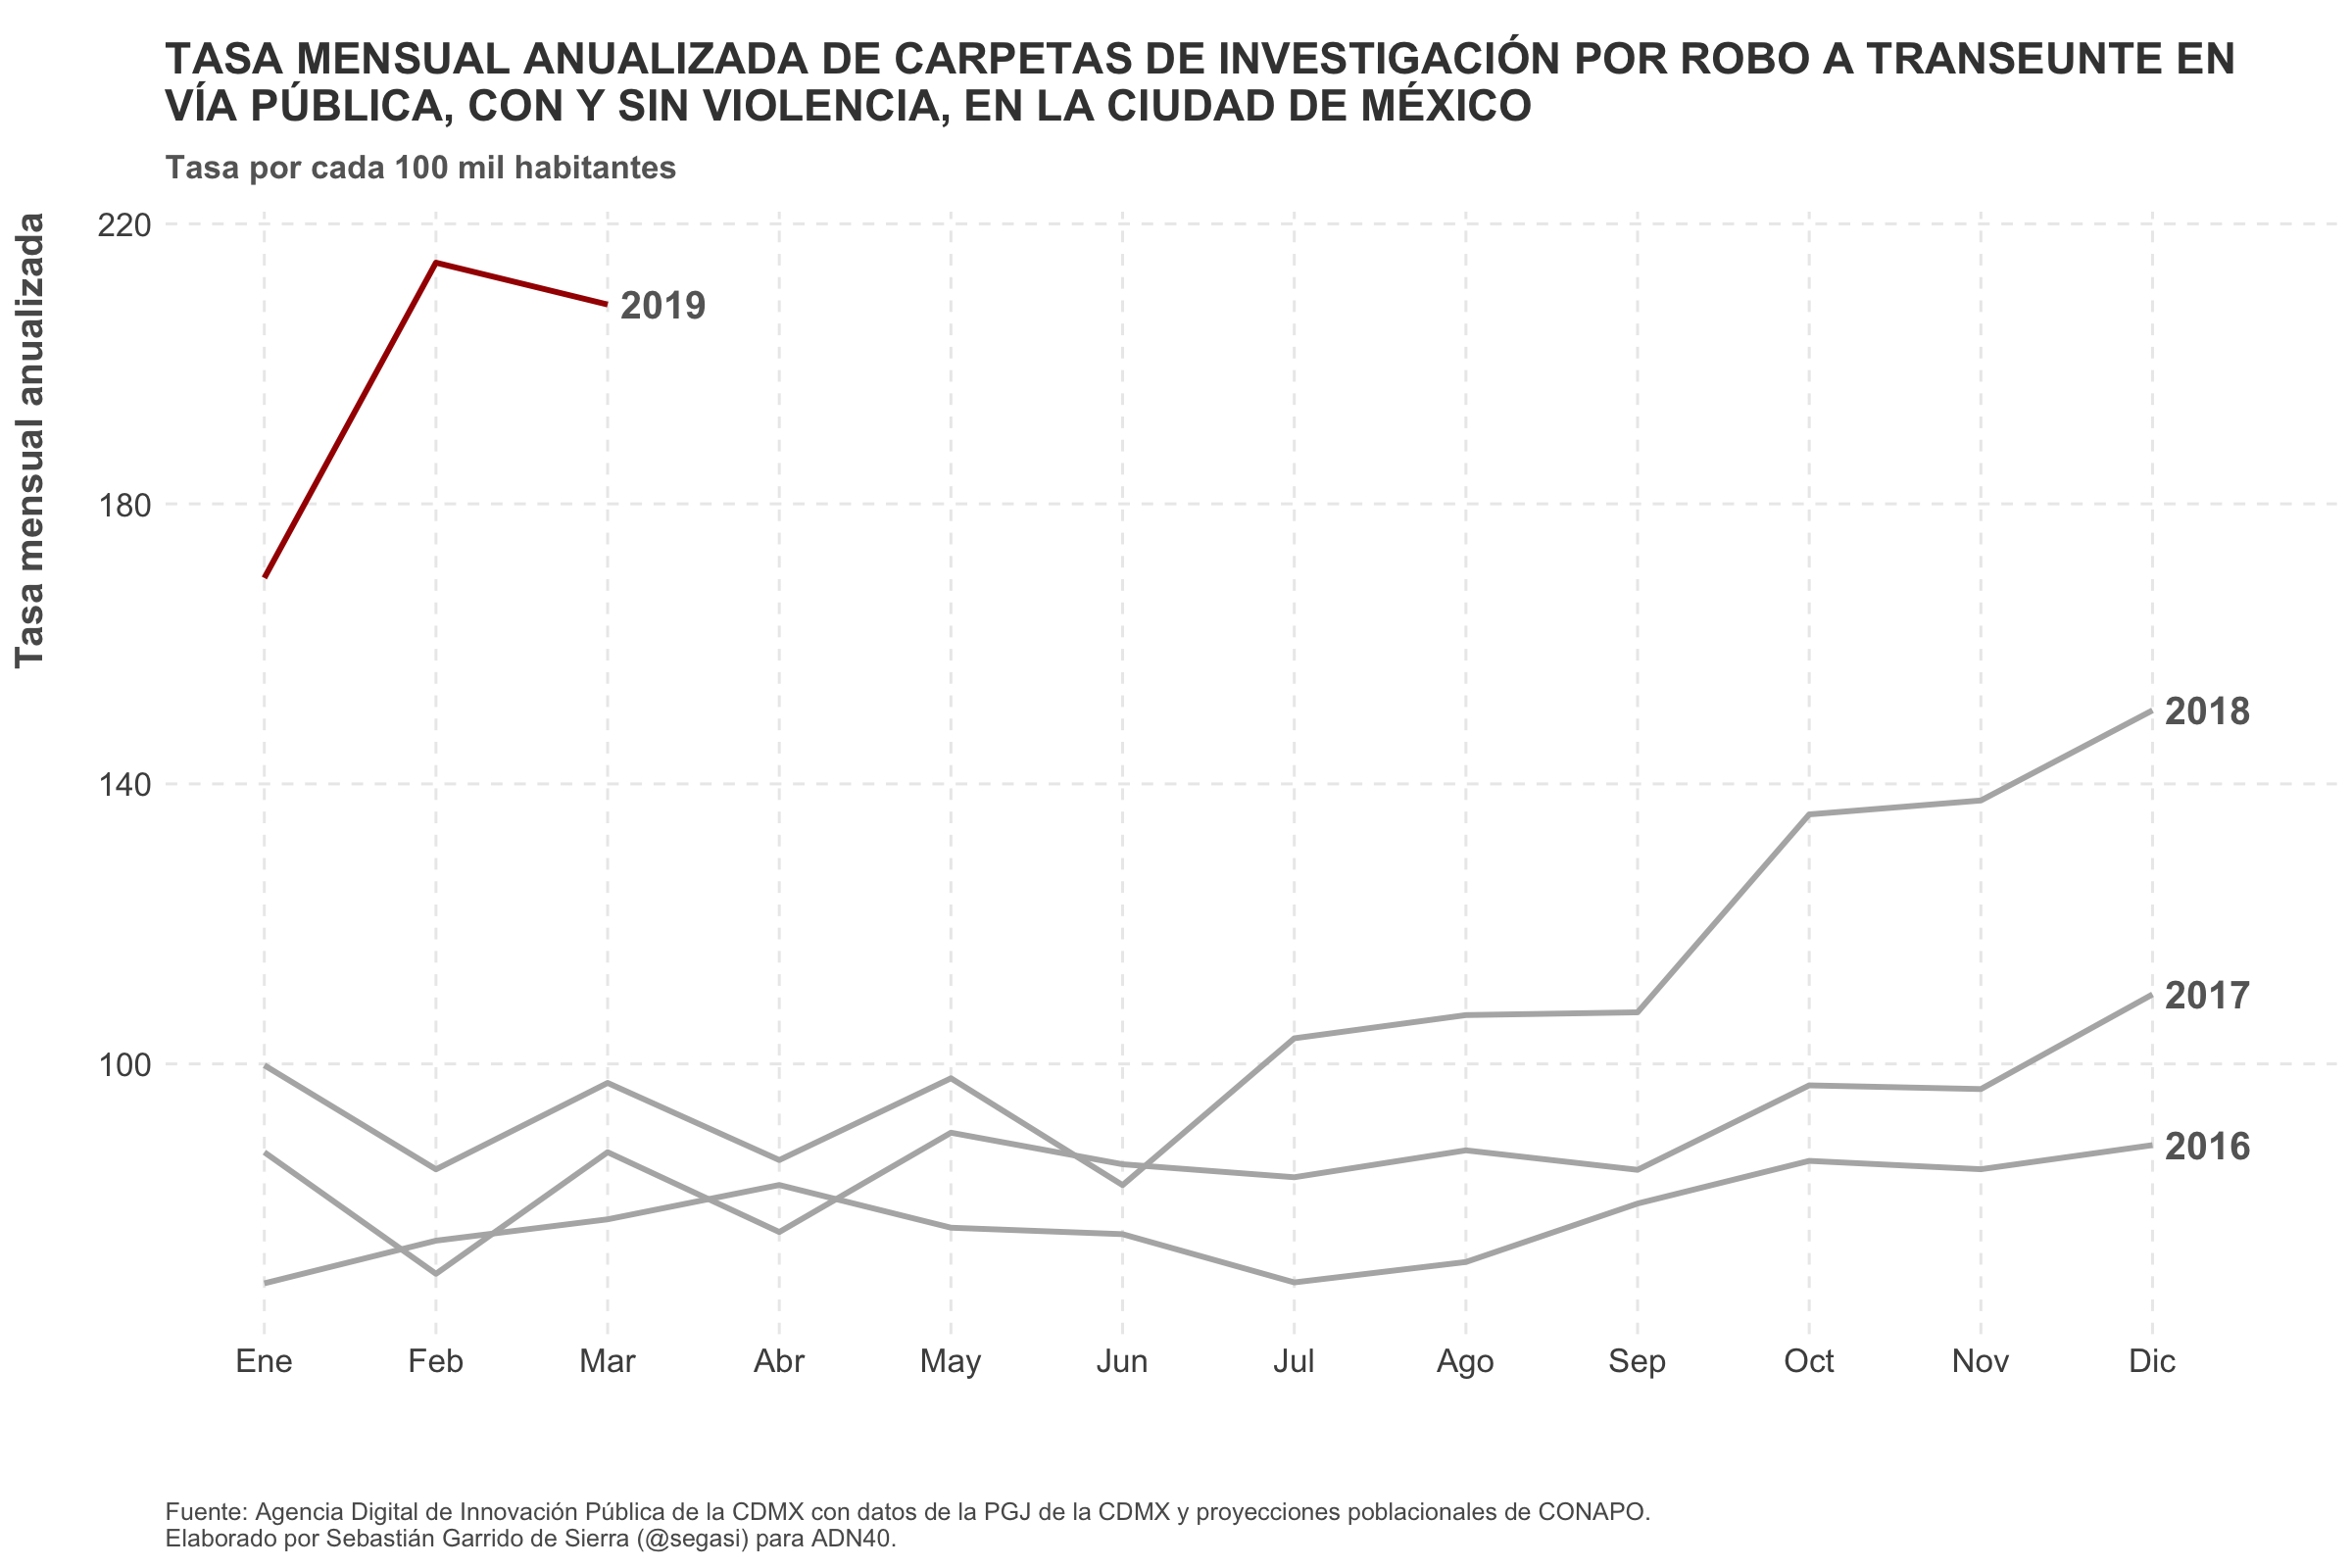 TASA MENSUAL ANUALIZADA DE CARPETAS DE INVESTIGACIÓN POR ROBO A TRANSEUNTE EN
VÍA PÚBLICA, CON Y SIN VIOLENCIA, EN LA CIUDAD DE MÉXICO
Tasa por cada 100 mil habitantes
Tasa mensual anualizada
220
180
140
100
2019
2018
2017
2016
Ene Feb Mar Abr May Jun Jul Ago Sep Oct Nov Dic
Fuente: Agencia Digital de Innovación Pública de la CDMX con datos de la PGJ de la CDMX y proyecciones poblacionales de CONAPO.
Elaborado por Sebastián Garrido de Sierra (@segasi) para ADN40.